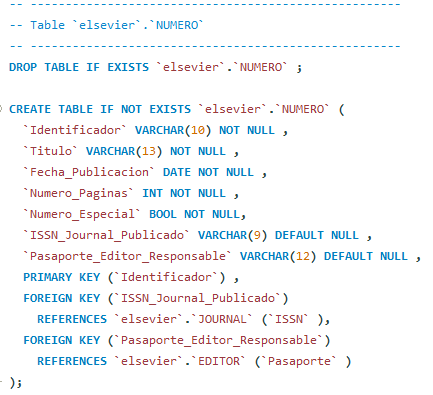 -- --------------------------------------------------
-- Table `elsevier`.`NUMERO`
-- --------------------------------------------------
DROP TABLE IF EXISTS `elsevier`.`NUMERO` ;
CREATE TABLE IF NOT EXISTS `elsevier`.`NUMERO` (
`Identificador` VARCHAR(10) NOT NULL ,
`Titulo` VARCHAR(13) NOT NULL ,
`Fecha_Publicacion` DATE NOT NULL ,
`Numero_Paginas` INT NOT NULL ,
`Numero_Especial` BOOL NOT NULL,
`ISSN_Journal_Publicado` VARCHAR(9) DEFAULT NULL ,
`Pasaporte_Editor_Responsable` VARCHAR(12) DEFAULT NULL ,
PRIMARY KEY (`Identificador`) ,
FOREIGN KEY (`ISSN_Journal_Publicado`)
REFERENCES `elsevier`.`JOURNAL` (`ISSN` ),
FOREIGN KEY (`Pasaporte_Editor_Responsable`)
REFERENCES `elsevier`.`EDITOR` (`Pasaporte` )
);